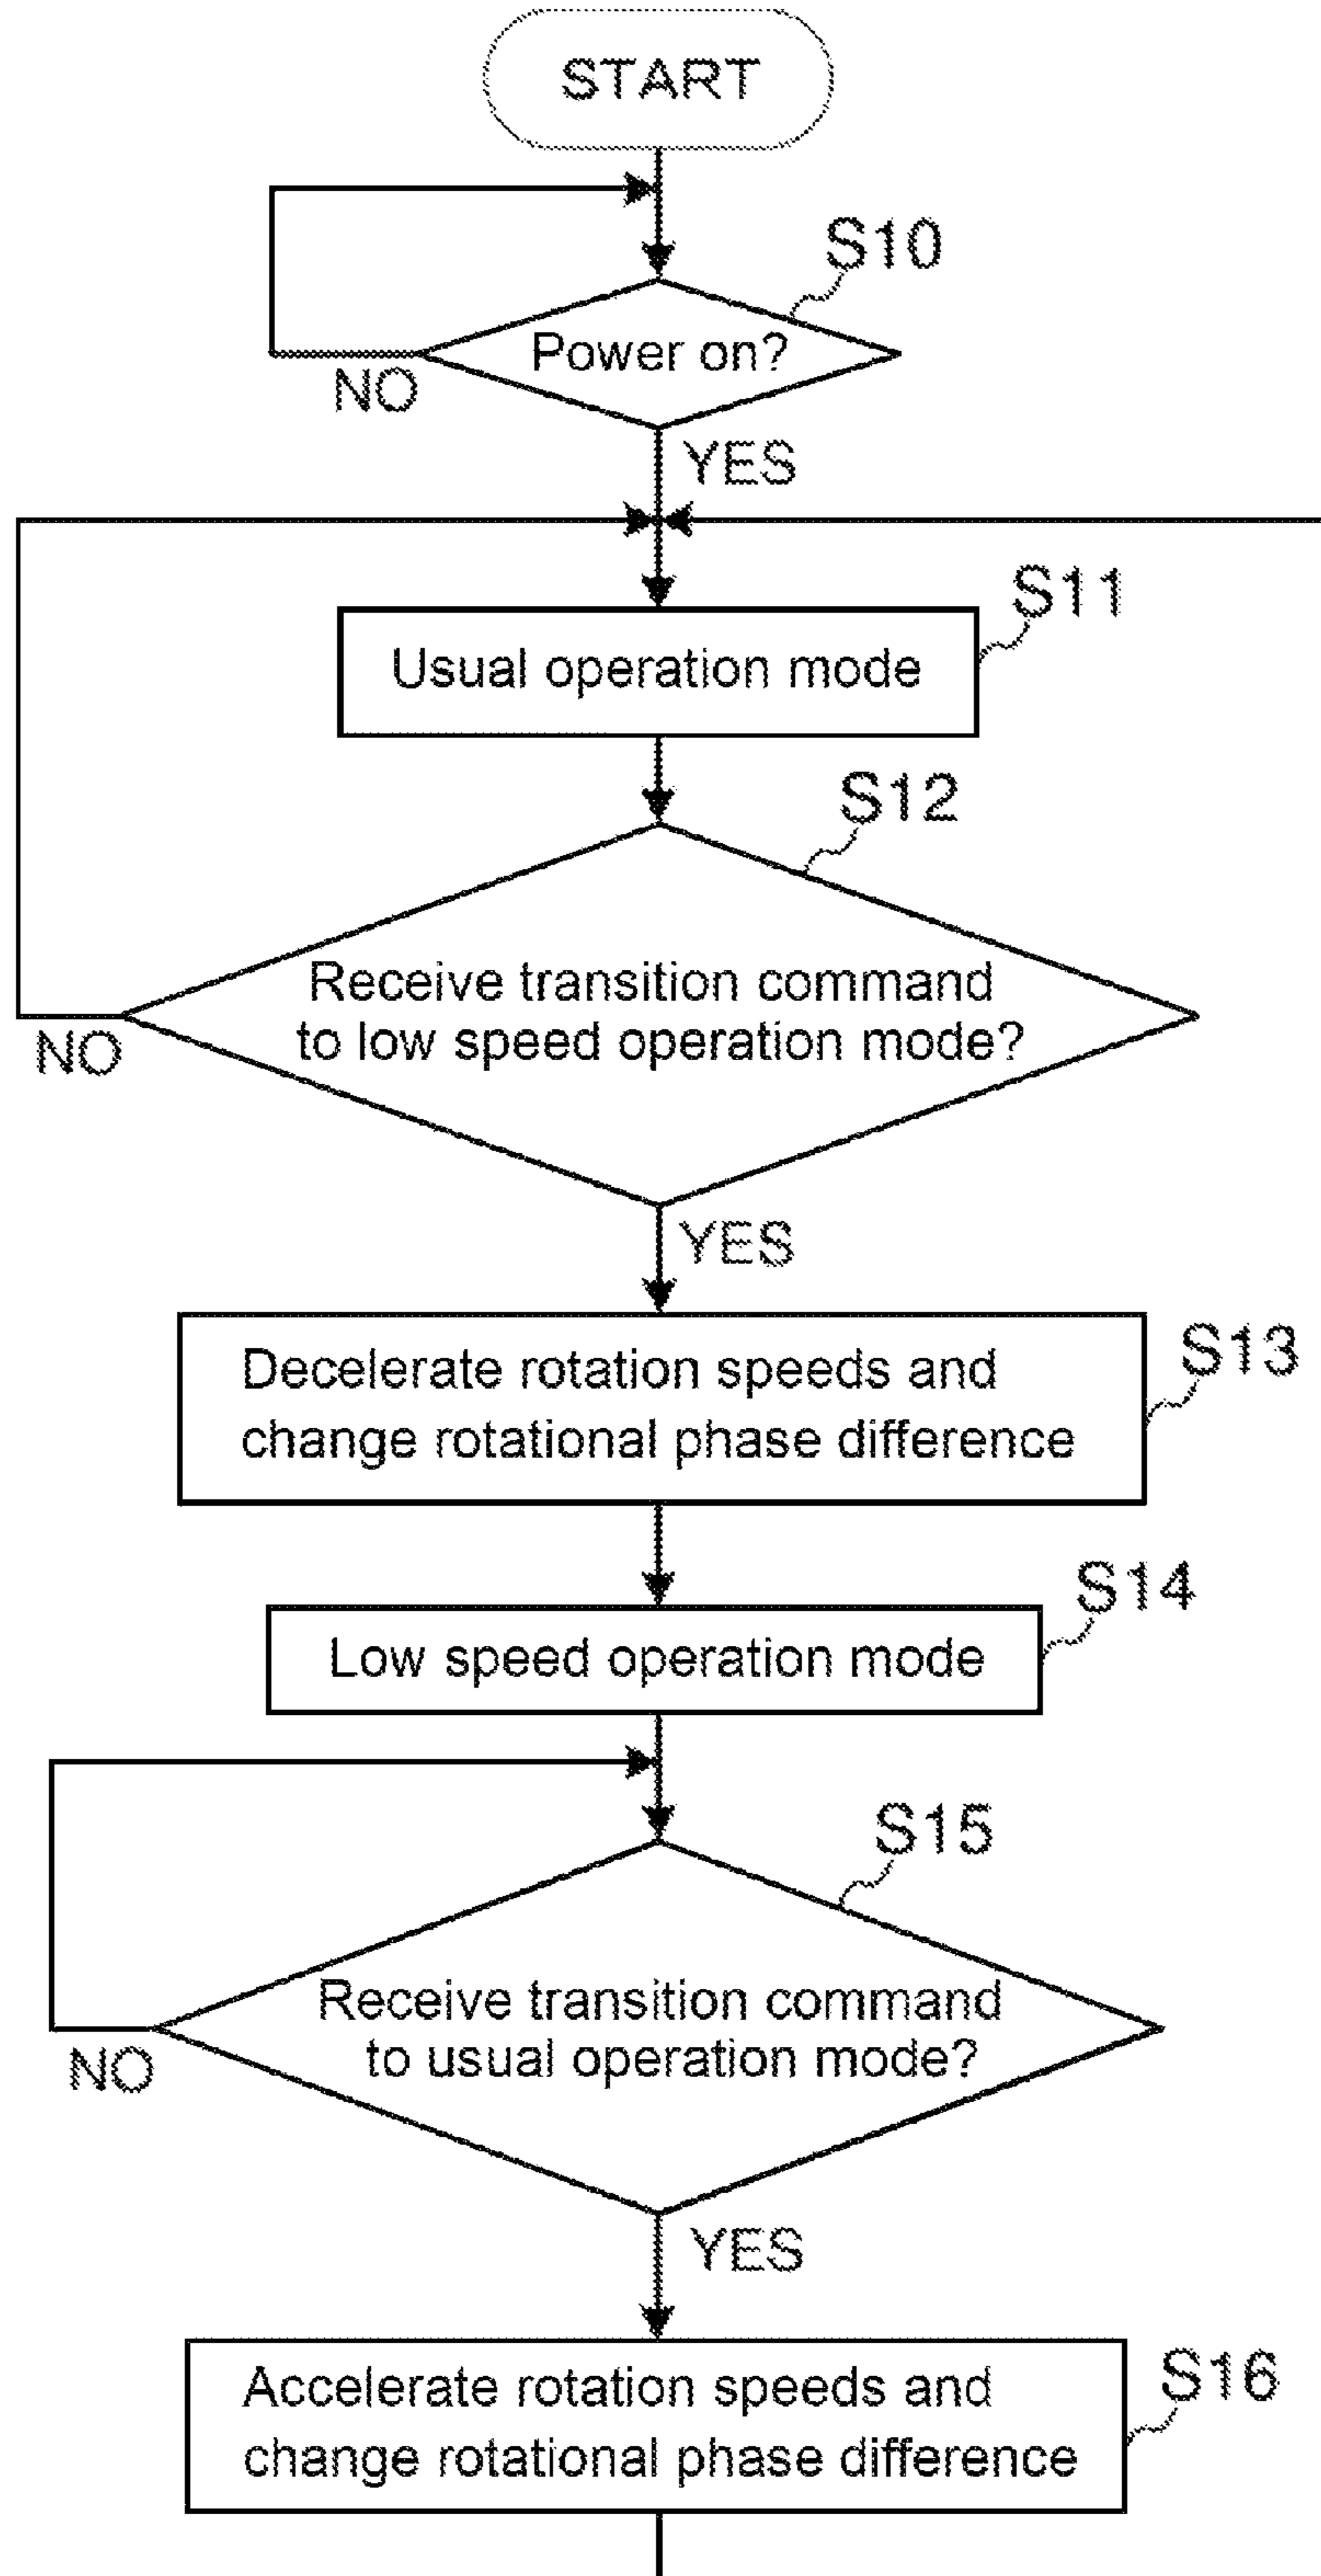 START
S10
Power on?
NO
YES
S11
Usual operation mode
S12
Receive transition command
to low speed operation mode?
NO
YES
S13
Decelerate rotation speeds and
change rotational phase difference
S14
Low speed operation mode
S15
Receive transition command
to usual operation mode?
NO
YES
S16
Accelerate rotation speeds and
change rotational phase difference